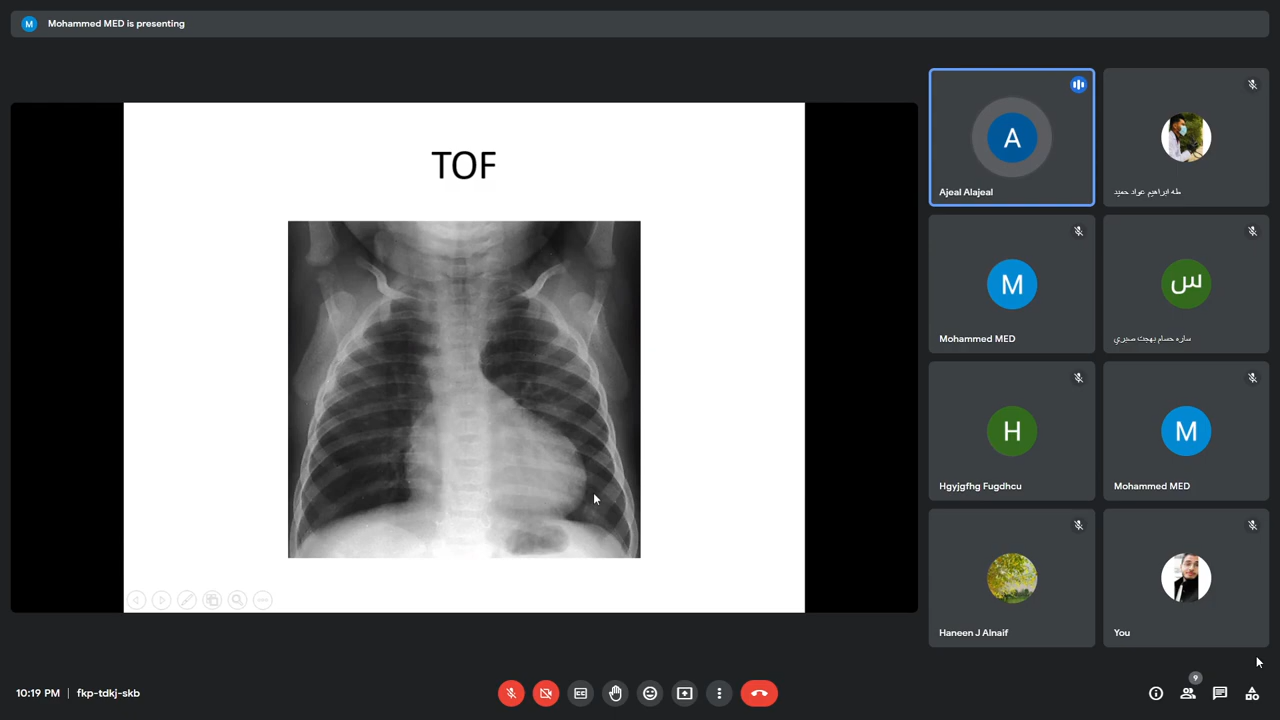 M Mohammed MED is presenting
TOF
A
Ajeal Alajeal
طه ابراهيم عواد حميد
M
Mohammed MED
س
ساره حسام بهجت صبري
H
Hgyjgfhg Fugdhcu
M
Mohammed MED
Haneen J Alnaif
You
10:19 PM | fkp-tdkj-skb
9